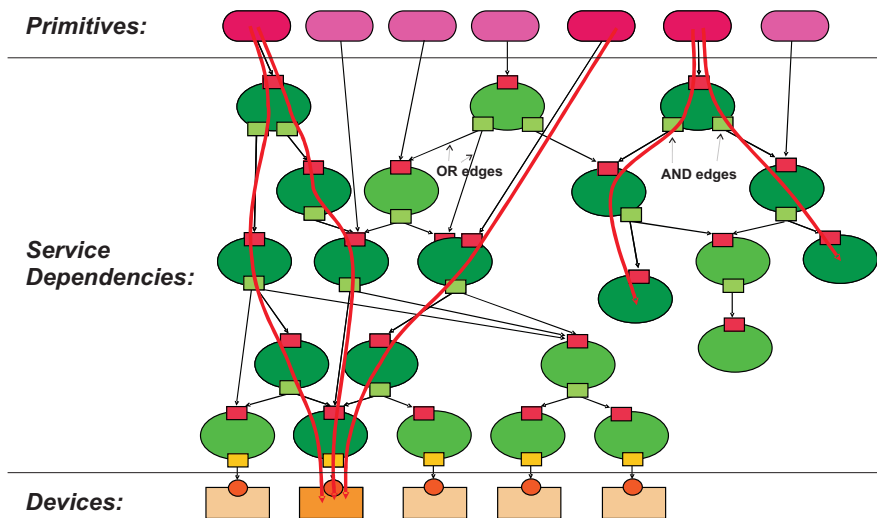 Primitives:
OR edges
AND edges
Service
Dependencies:
Devices: